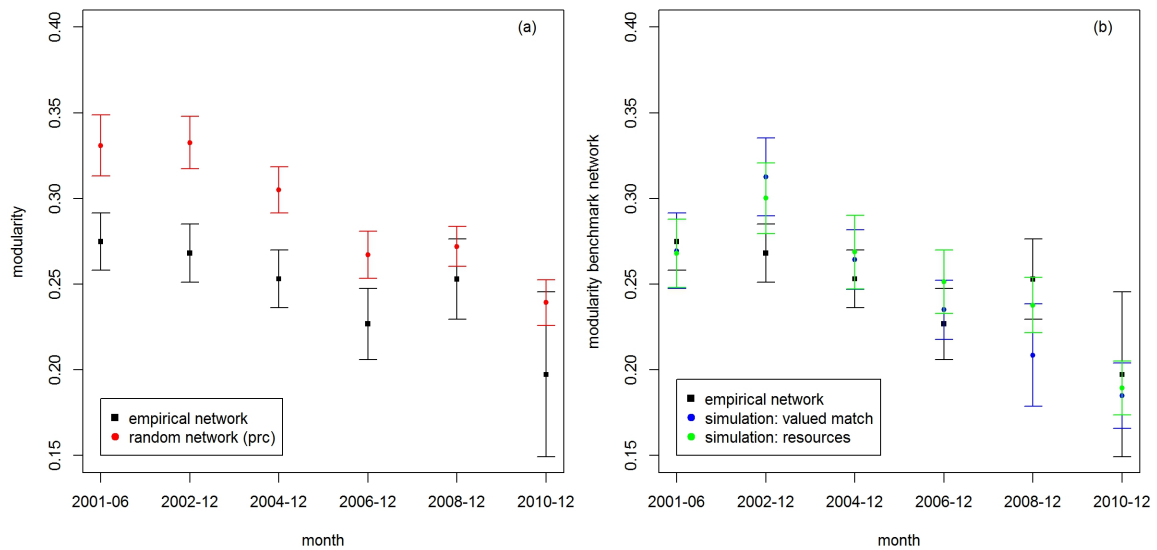 (a)
modularity
0.40
0.35
0.30
0.25
0.20
0.15
empirical network
random network (prc)
2001-06 2002-12 2004-12 2006-12 2008-12 2010-12
month
(b)
modularity benchmark network
0.40
0.35
0.30
0.25
0.20
0.15
empirical network
simulation: valued match
simulation: resources
2001-06 2002-12 2004-12 2006-12 2008-12 2010-12
month